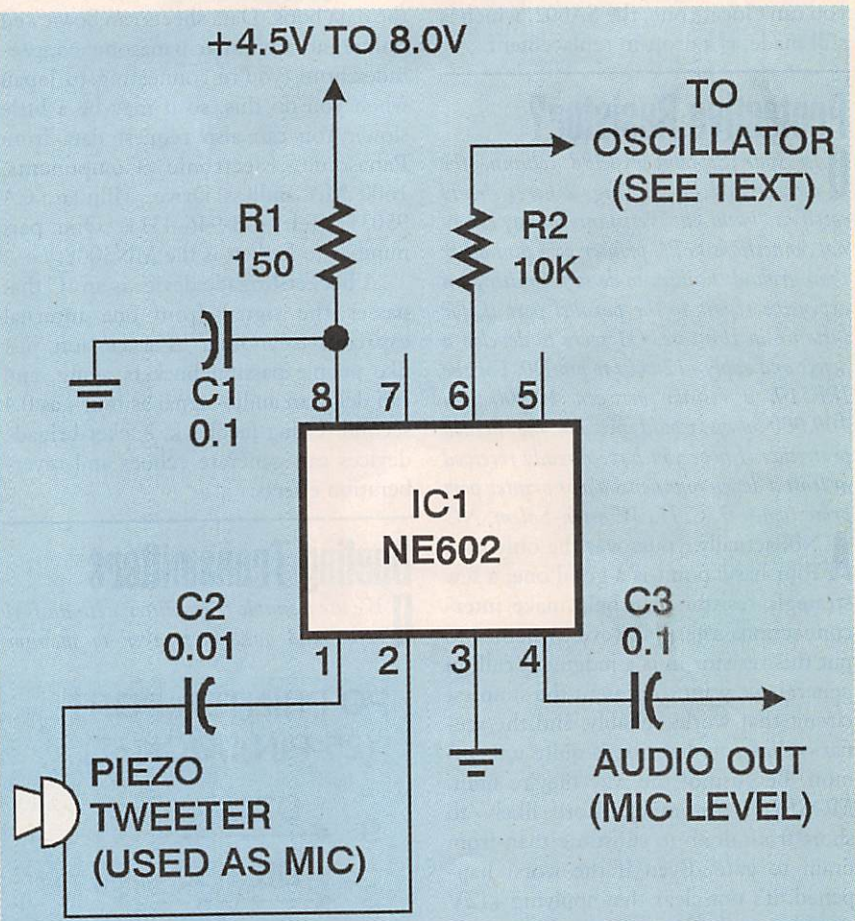 +4.5V TO 8.0V
TO
OSCILLATOR
(SEE TEXT)
R1
150
R2
10K
C1
0.1
8
7
6
5
IC1
NE602
C2
0.01
C3
0.1
1
2
3
4
PIEZO
TWEETER
(USED AS MIC)
AUDIO OUT
(MIC LEVEL)